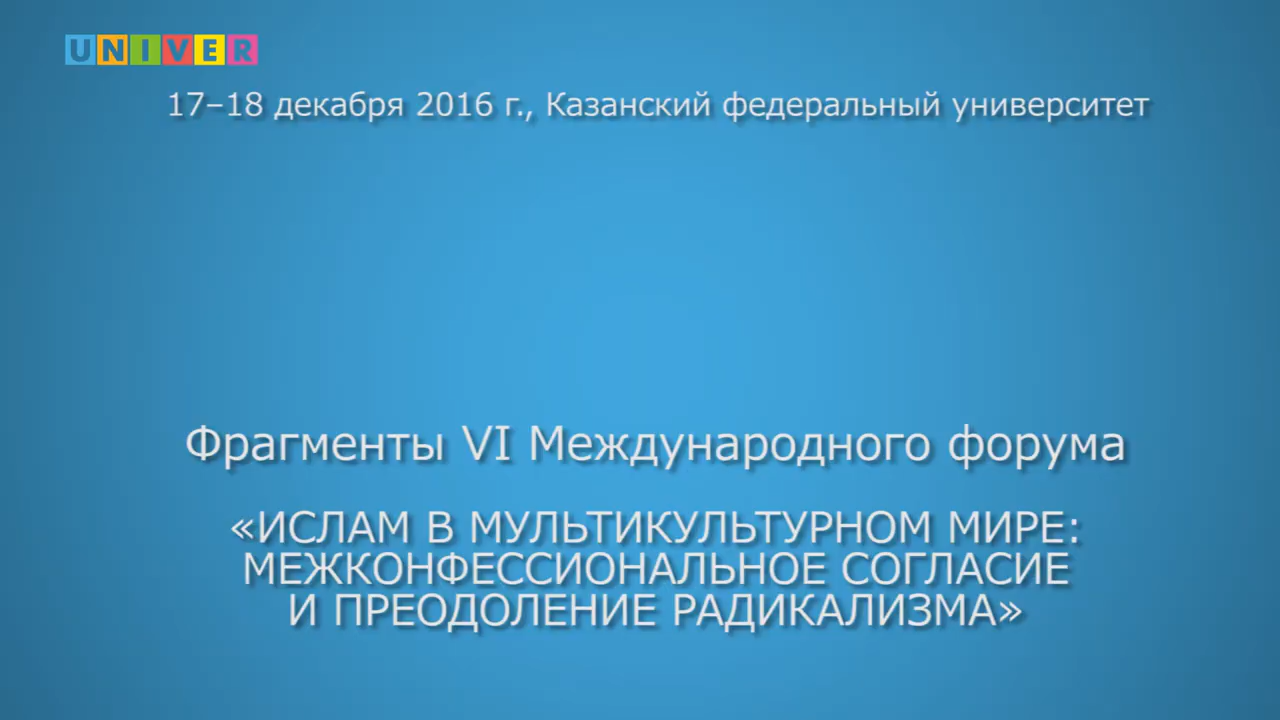 UNIVER
17–18 декабря 2016 г., Казанский федеральный университет
Фрагменты VI Международного форума
«ИСЛАМ В МУЛЬТИКУЛЬТУРНОМ МИРЕ:
МЕЖКОНФЕССИОНАЛЬНОЕ СОГЛАСИЕ
И ПРЕОДОЛЕНИЕ РАДИКАЛИЗМА»